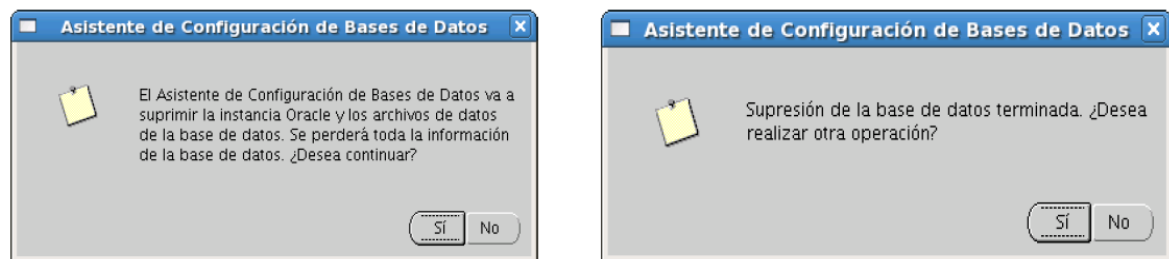 Asistente de Configuración de Bases de Datos
El Asistente de Configuración de Bases de Datos va a
suprimir la instancia Oracle y los archivos de datos
de la base de datos. Se perderá toda la información
de la base de datos. ¿Desea continuar?
Sí No
Asistente de Configuración de Bases de Datos
Supresión de la base de datos terminada. ¿Desea
realizar otra operación?
Sí No